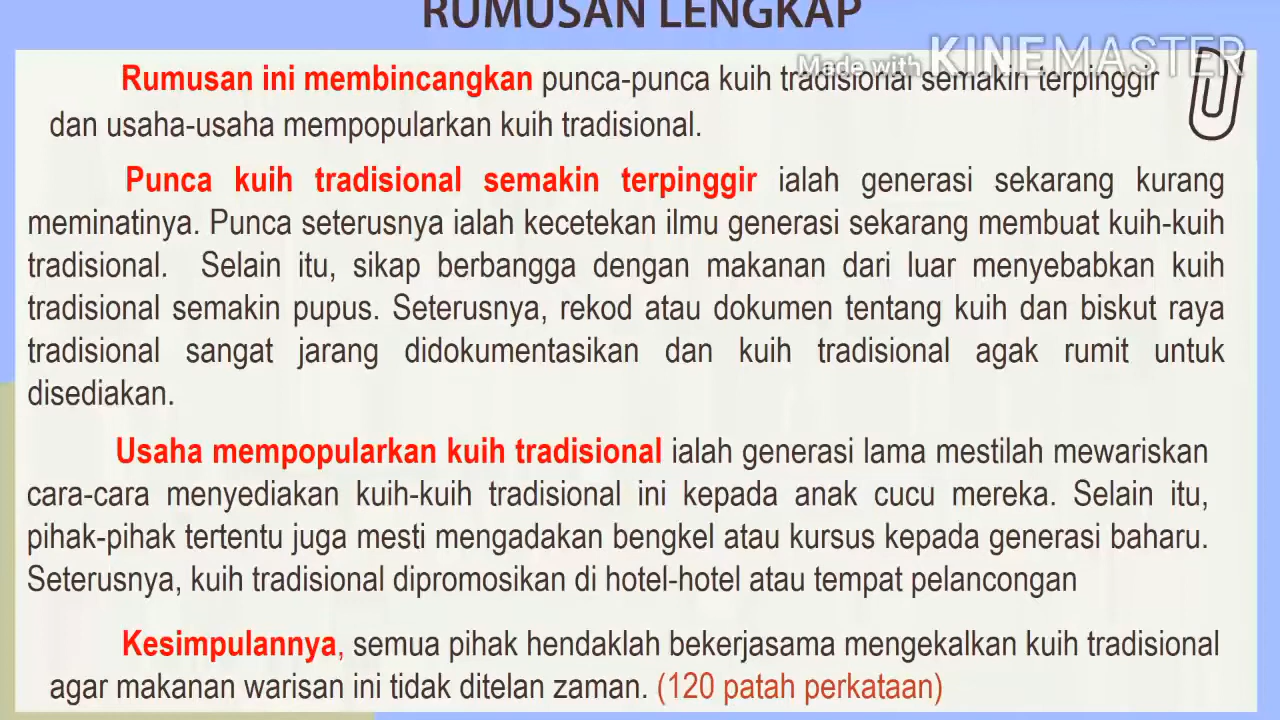 RUMUSAN LENGKAP
Made with KINEMASTER
Rumusan ini membincangkan punca-punca kuih tradisional semakin terpinggir
dan usaha-usaha mempopularkan kuih tradisional.
Punca kuih tradisional semakin terpinggir ialah generasi sekarang kurang
meminatinya. Punca seterusnya ialah kecetekan ilmu generasi sekarang membuat kuih-kuih
tradisional. Selain itu, sikap berbangga dengan makanan dari luar menyebabkan kuih
tradisional semakin pupus. Seterusnya, rekod atau dokumen tentang kuih dan biskut raya
tradisional sangat jarang didokumentasikan dan kuih tradisional agak rumit untuk
disediakan.
Usaha mempopularkan kuih tradisional ialah generasi lama mestilah mewariskan
cara-cara menyediakan kuih-kuih tradisional ini kepada anak cucu mereka. Selain itu,
pihak-pihak tertentu juga mesti mengadakan bengkel atau kursus kepada generasi baharu.
Seterusnya, kuih tradisional dipromosikan di hotel-hotel atau tempat pelancongan
Kesimpulannya, semua pihak hendaklah bekerjasama mengekalkan kuih tradisional
agar makanan warisan ini tidak ditelan zaman. (120 patah perkataan)